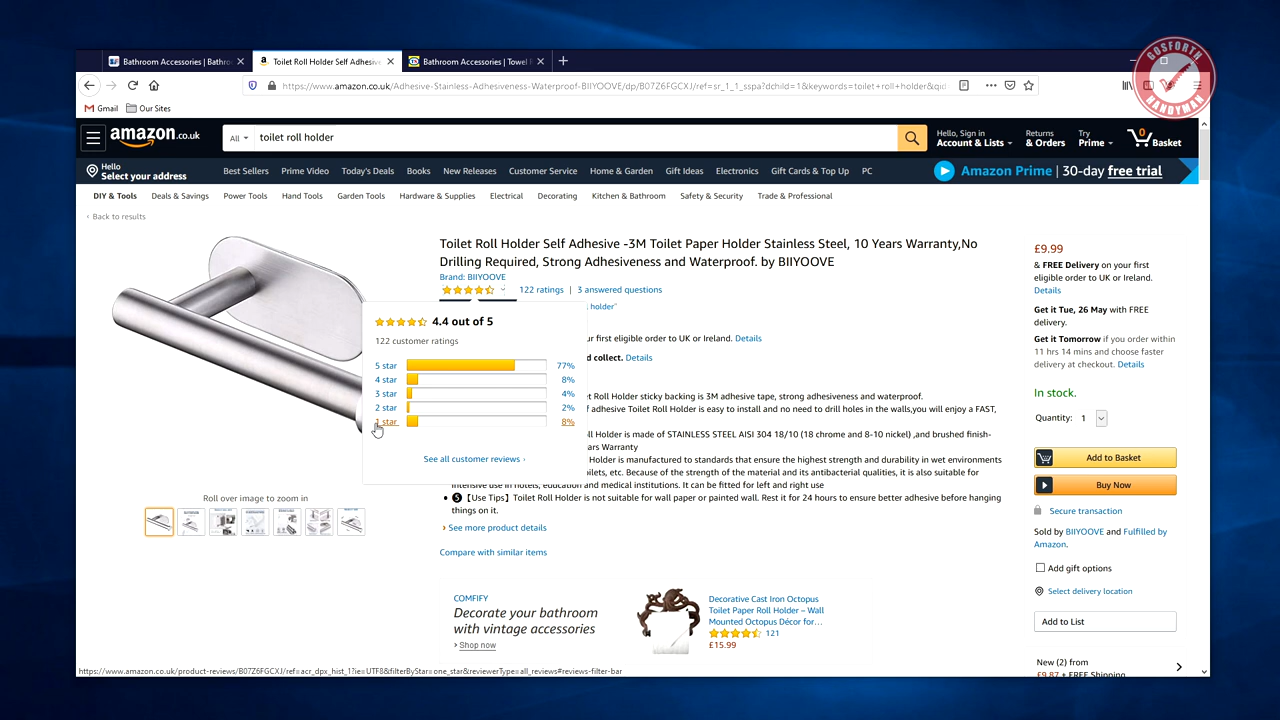 GOSFORTH
HANDYMAN
Bathroom Accessories | Bathro
Toilet Roll Holder Self Adhesive
Bathroom Accessories | Towel
https://www.amazon.co.uk/Adhesive-Stainless-Adhesiveness-Waterproof-BIIYOOVE/dp/B07Z6FGCXJ/ref=sr_1_1_sspa?dchild=1&keywords=toilet+roll+holder&qid
Gmail
Our Sites
amazon.co.uk
All
toilet roll holder
Hello, Sign in
Account & Lists
Returns
& Orders
Try
Prime
0
Basket
Hello
Select your address
Best Sellers
Prime Video
Today's Deals
Books
New Releases
Customer Service
Home & Garden
Gift Ideas
Electronics
Gift Cards & Top Up
PC
Amazon Prime | 30-day free trial
DIY & Tools
Deals & Savings
Power Tools
Hand Tools
Garden Tools
Hardware & Supplies
Electrical
Decorating
Kitchen & Bathroom
Safety & Security
Trade & Professional
‹ Back to results
Toilet Roll Holder Self Adhesive -3M Toilet Paper Holder Stainless Steel, 10 Years Warranty,No
Drilling Required, Strong Adhesiveness and Waterproof. by BIIYOOVE
Brand: BIIYOOVE
122 ratings | 3 answered questions
holder"
4.4 out of 5
122 customer ratings
5 star 77%
4 star 8%
3 star 4%
2 star 2%
1 star 8%
See all customer reviews ›
ur first eligible order to UK or Ireland. Details
d collect. Details
Holder sticky backing is 3M adhesive tape, strong adhesiveness and waterproof.
f adhesive Toilet Roll Holder is easy to install and no need to drill holes in the walls,you will enjoy a FAST,
ll Holder is made of STAINLESS STEEL AISI 304 18/10 (18 chrome and 8-10 nickel) ,and brushed finish-
ars Warranty
Holder is manufactured to standards that ensure the highest strength and durability in wet environments
oilets, etc. Because of the strength of the material and its antibacterial qualities, it is also suitable for
intensive use in hotels, education and medical institutions. It can be fitted for left and right use
• ❺【Use Tips】Toilet Roll Holder is not suitable for wall paper or painted wall. Rest it for 24 hours to ensure better adhesive before hanging
things on it.
› See more product details
Compare with similar items
Roll over image to zoom in
COMFIFY
Decorate your bathroom
with vintage accessories
› Shop now
Decorative Cast Iron Octopus
Toilet Paper Roll Holder – Wall
Mounted Octopus Décor for…
121
£15.99
£9.99
& FREE Delivery on your first
eligible order to UK or Ireland.
Details
Get it Tue, 26 May with FREE
delivery.
Get it Tomorrow if you order within
11 hrs 14 mins and choose faster
delivery at checkout. Details
In stock.
Quantity: 1
Add to Basket
Buy Now
Secure transaction
Sold by BIIYOOVE and Fulfilled by
Amazon.
Add gift options
Select delivery location
Add to List
New (2) from
£9.87 + FREE Shipping
https://www.amazon.co.uk/product-reviews/B07Z6FGCXJ/ref=acr_dpx_hist_1?ie=UTF8&filterByStar=one_star&reviewerType=all_reviews#reviews-filter-bar